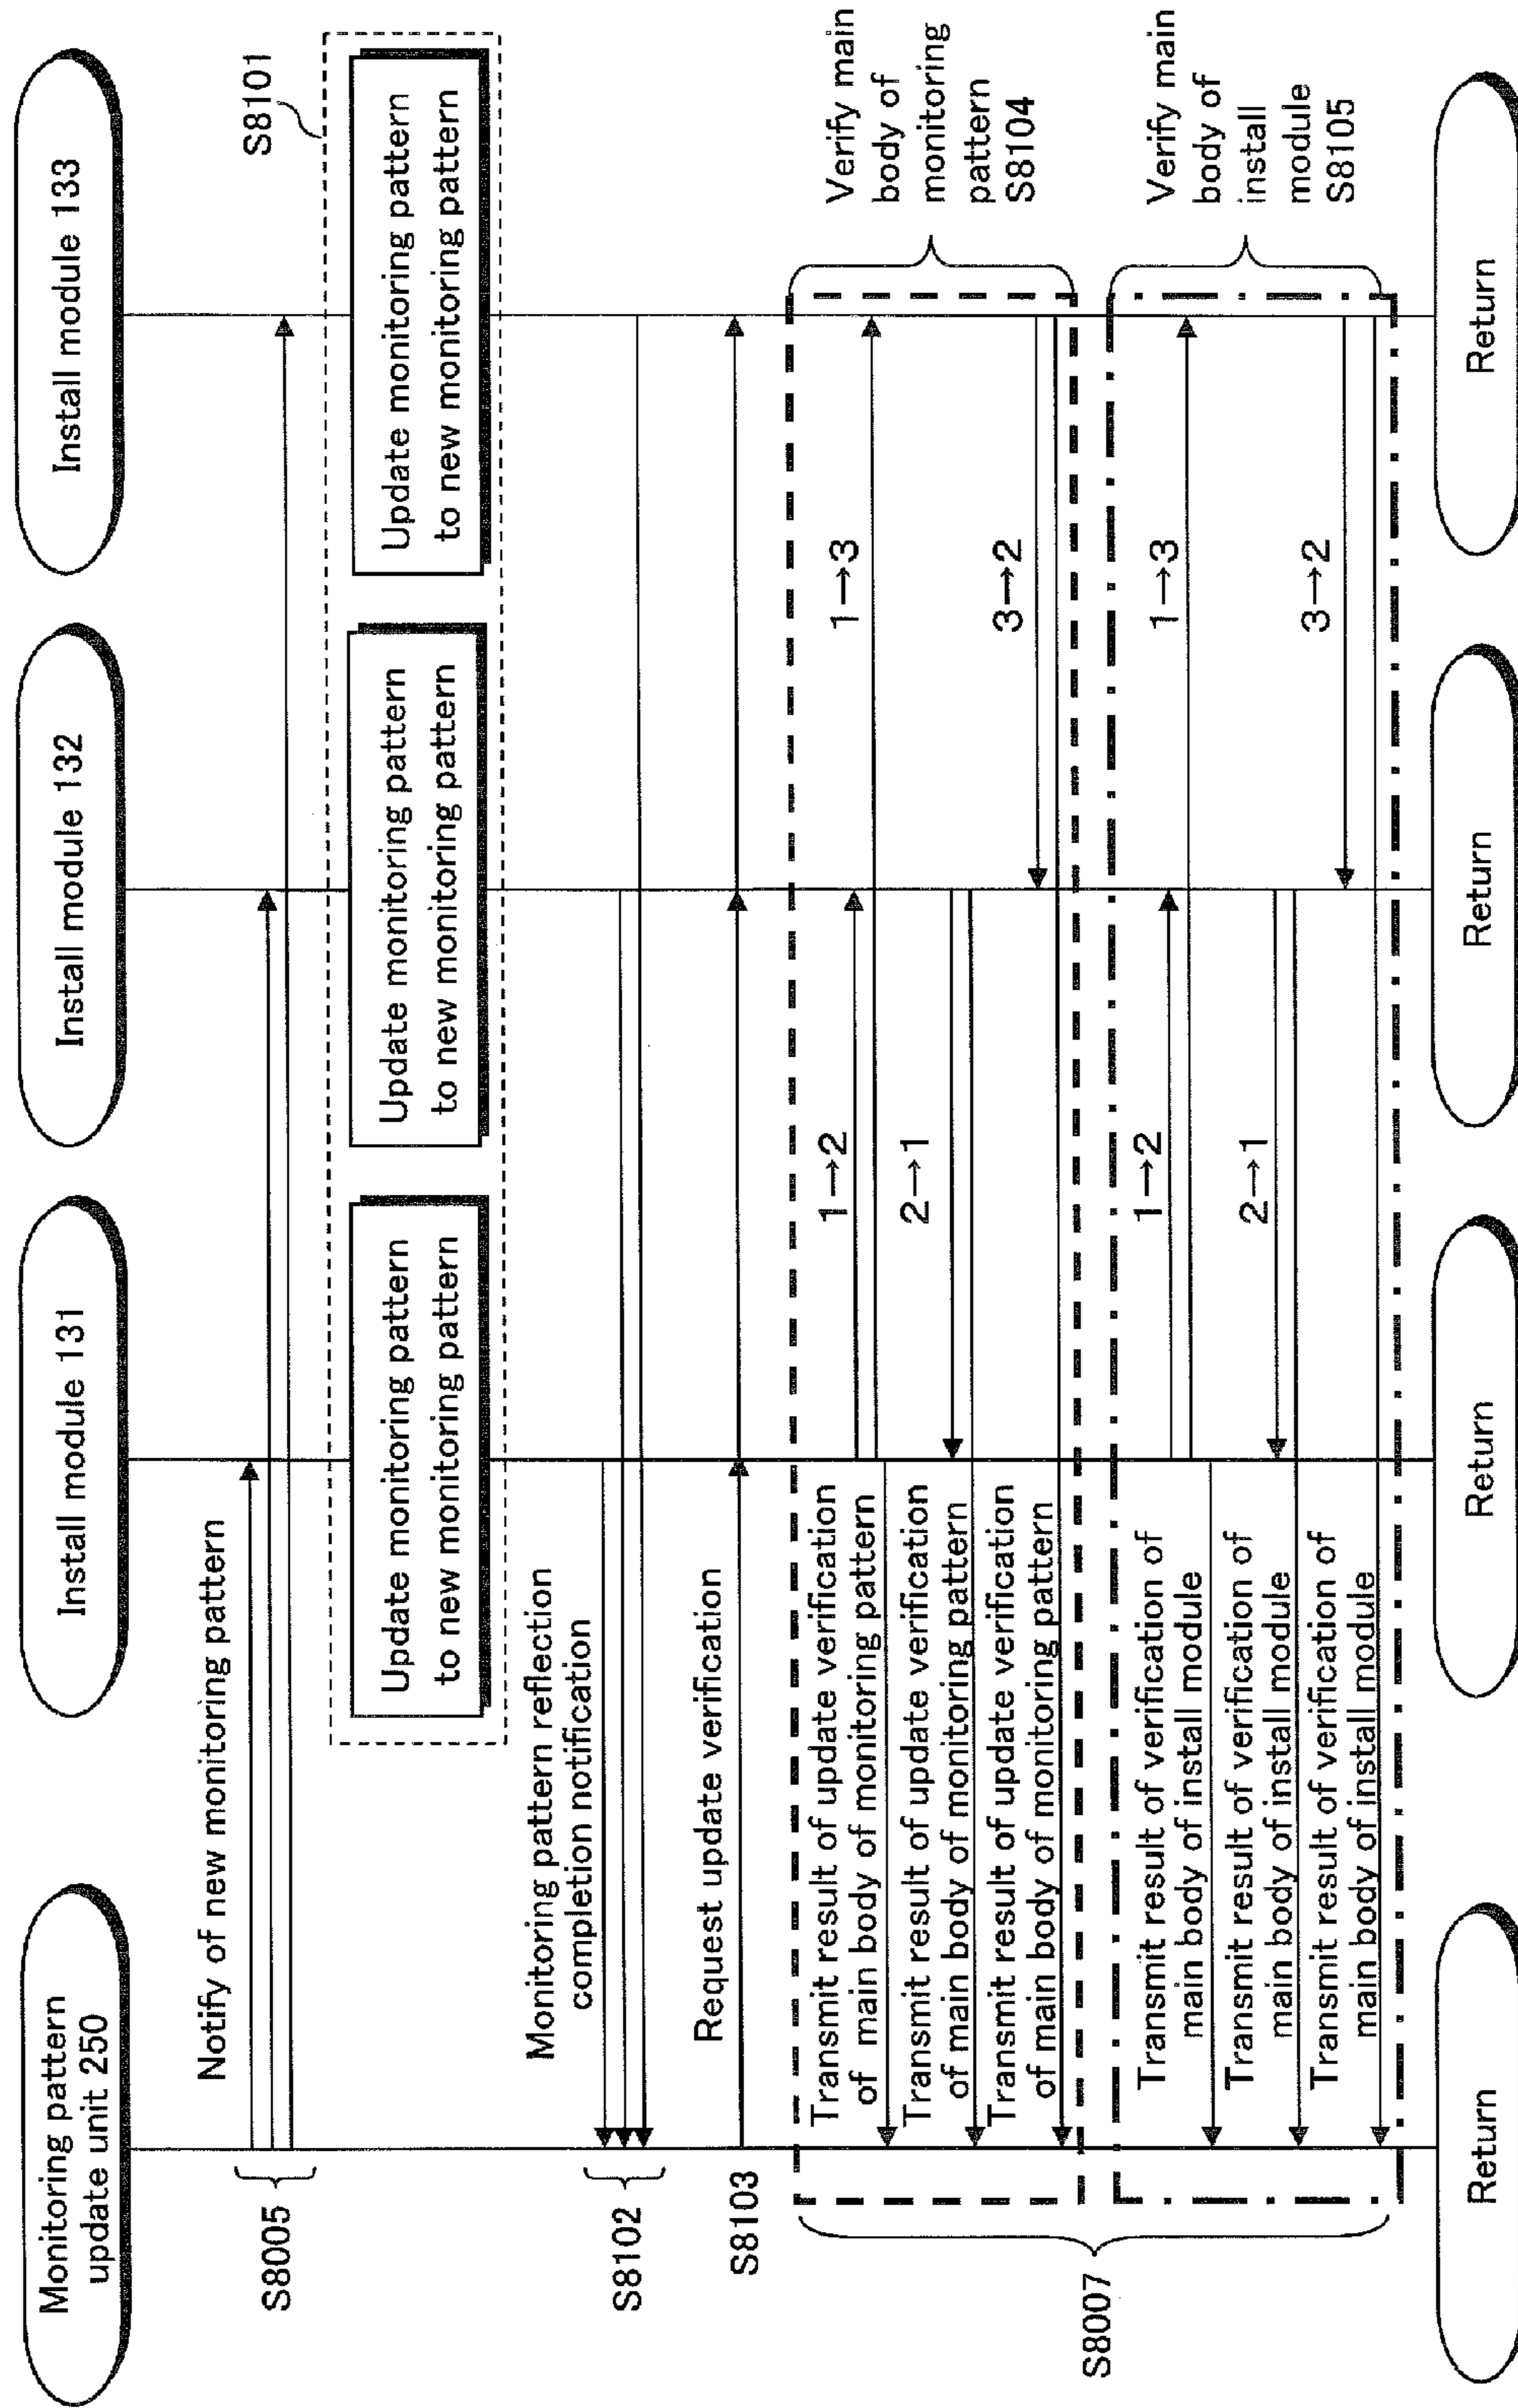 Monitoring pattern
update unit 250
Install module 131
Install module 132
Install module 133
Notify of new monitoring pattern
S8005
S8101
Update monitoring pattern
to new monitoring pattern
Update monitoring pattern
to new monitoring pattern
Update monitoring pattern
to new monitoring pattern
Monitoring pattern reflection
completion notification
S8102
Request update verification
S8103
Transmit result of update verification
of main body of monitoring pattern
1→2
1→3
Transmit result of update verification
of main body of monitoring pattern
2→1
Transmit result of update verification
of main body of monitoring pattern
3→2
Verify main
body of
monitoring
pattern
S8104
S8007
Transmit result of verification of
main body of install module
1→2
1→3
Transmit result of verification of
main body of install module
2→1
Transmit result of verification of
main body of install module
3→2
Verify main
body of
install
module
S8105
Return
Return
Return
Return